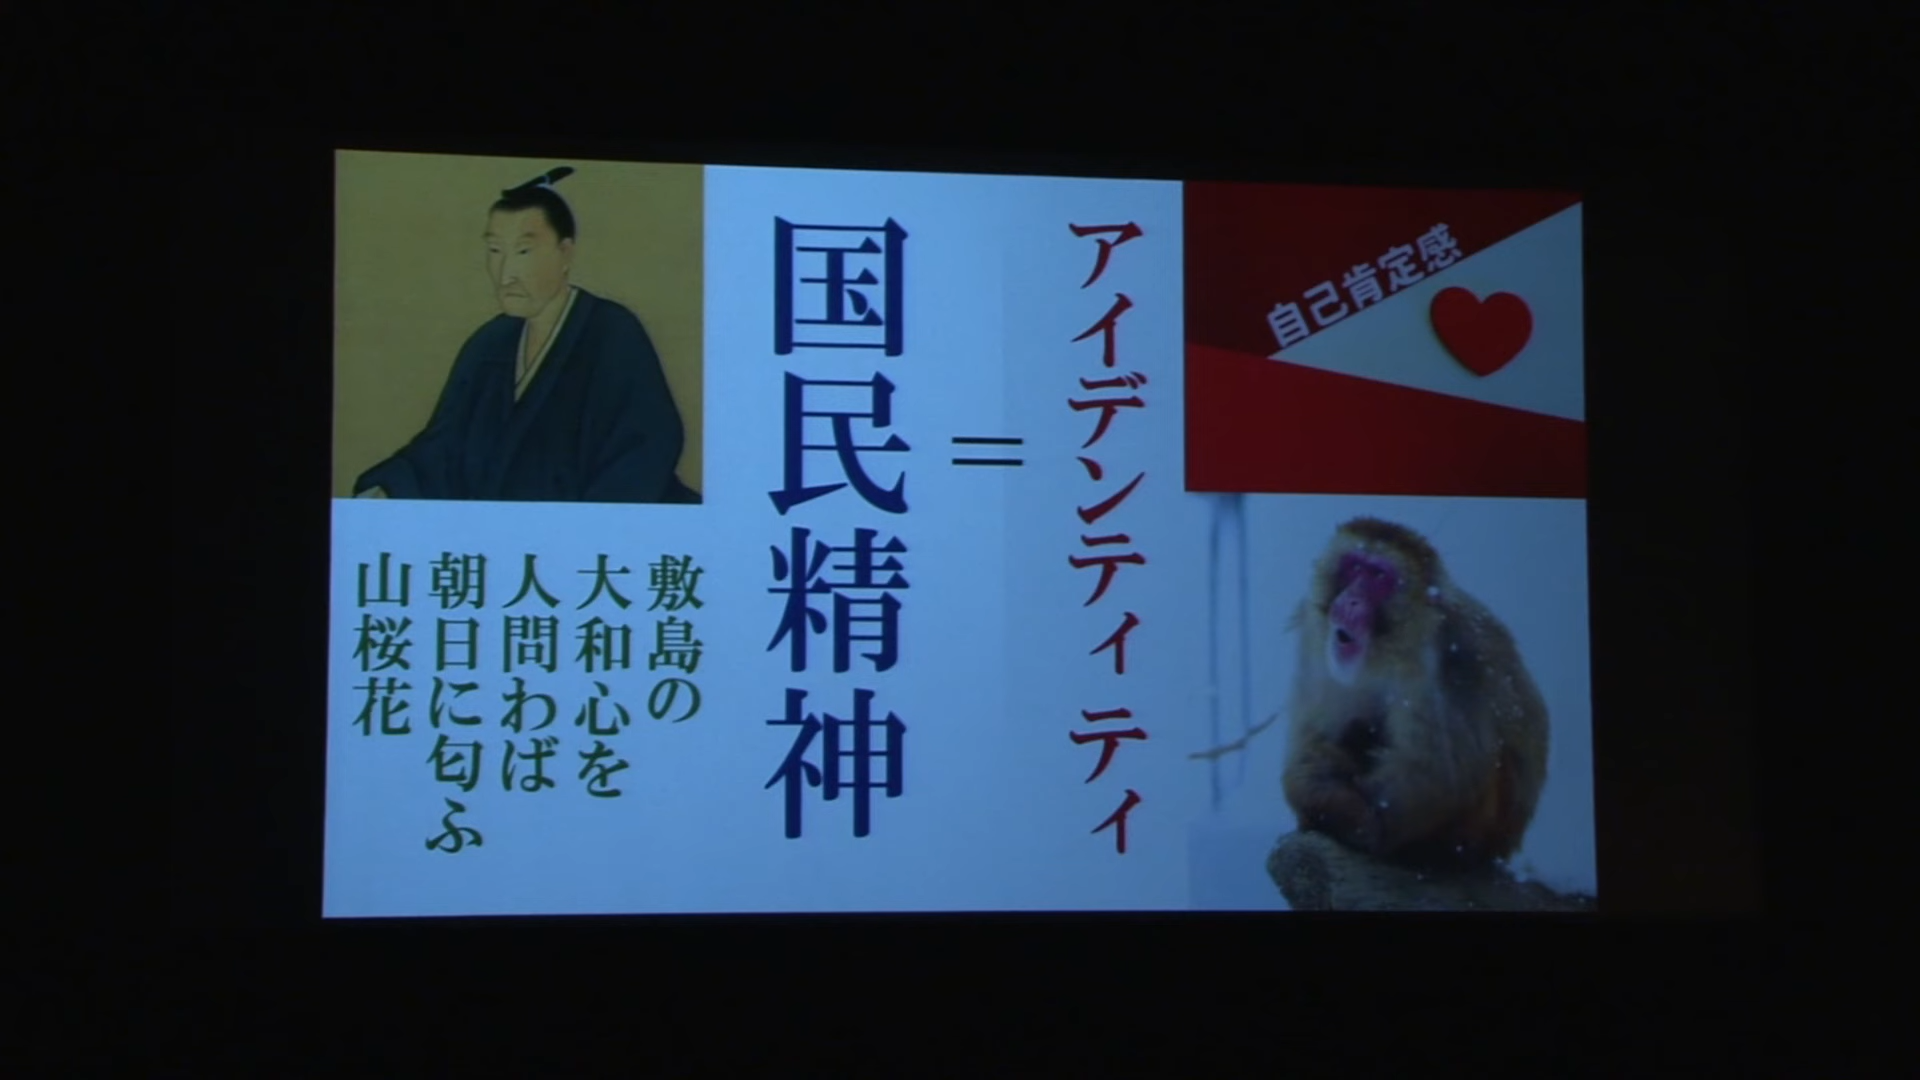 自己肯定感
アイデンティティ
=
国民精神
敷島の
大和心を
人問わば
朝日に匂ふ
山桜花